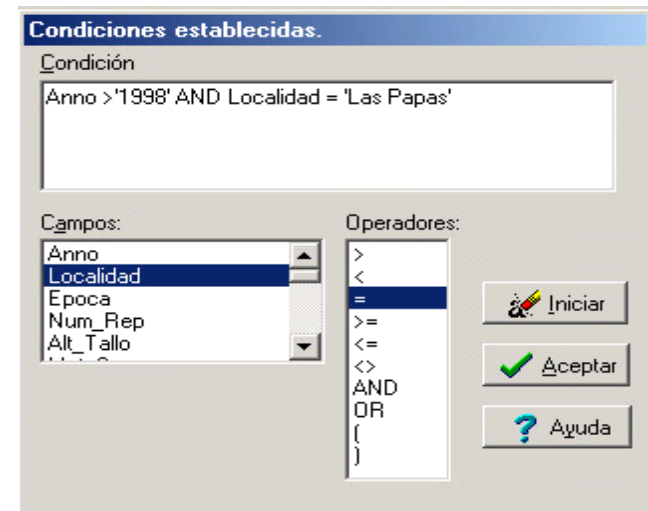 Condiciones establecidas.
Condición
Anno >'1998' AND Localidad = 'Las Papas'
Campos:
Operadores:
Anno
Localidad
Epoca
Num_Rep
Alt_Tallo
>
<
=
>=
<=
<>
AND
OR
(
)
Iniciar
Aceptar
Ayuda